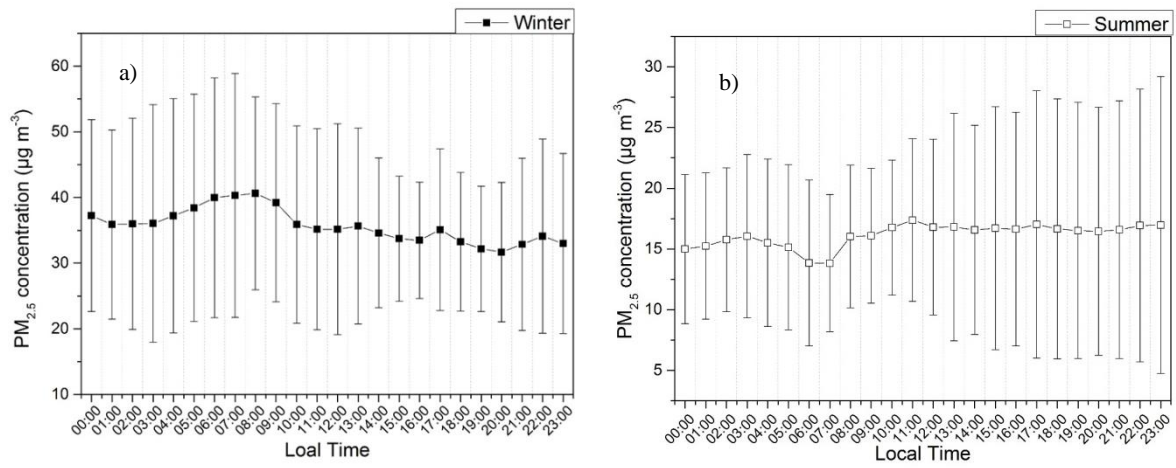 Winter
a)
PM2.5 concentration (µg m-3)
60
50
40
30
20
10
00:00 01:00 02:00 03:00 04:00 05:00 06:00 07:00 08:00 09:00 10:00 11:00 12:00 13:00 14:00 15:00 16:00 17:00 18:00 19:00 20:00 21:00 22:00 23:00
Loal Time
Summer
b)
PM2.5 concentration (µg m-3)
30
25
20
15
10
5
00:00 01:00 02:00 03:00 04:00 05:00 06:00 07:00 08:00 09:00 10:00 11:00 12:00 13:00 14:00 15:00 16:00 17:00 18:00 19:00 20:00 21:00 22:00 23:00
Local Time